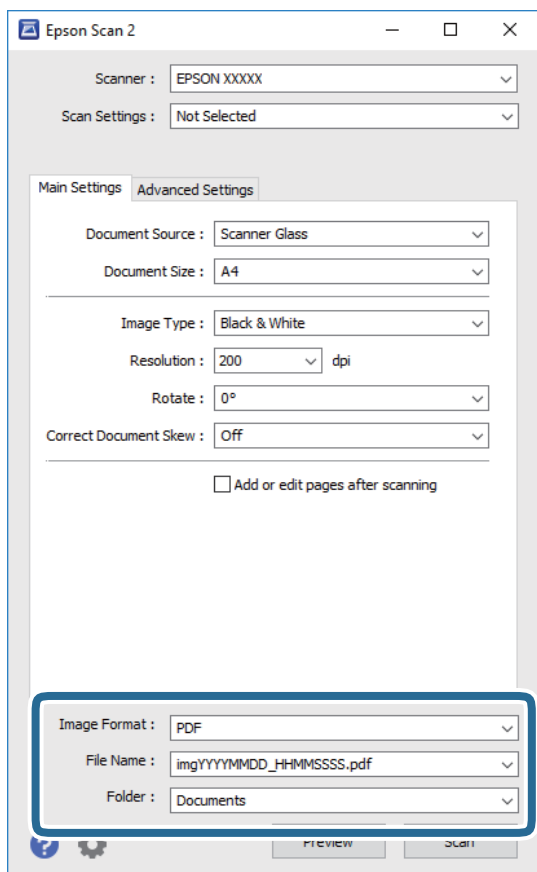 Epson Scan 2
Scanner : EPSON XXXXX
Scan Settings : Not Selected
Main Settings Advanced Settings
Document Source : Scanner Glass
Document Size : A4
Image Type : Black & White
Resolution : 200 dpi
Rotate : 0°
Correct Document Skew : Off
Add or edit pages after scanning
Image Format : PDF
File Name : imgYYYYMMDD_HHMMSSSS.pdf
Folder : Documents
? Preview Scan